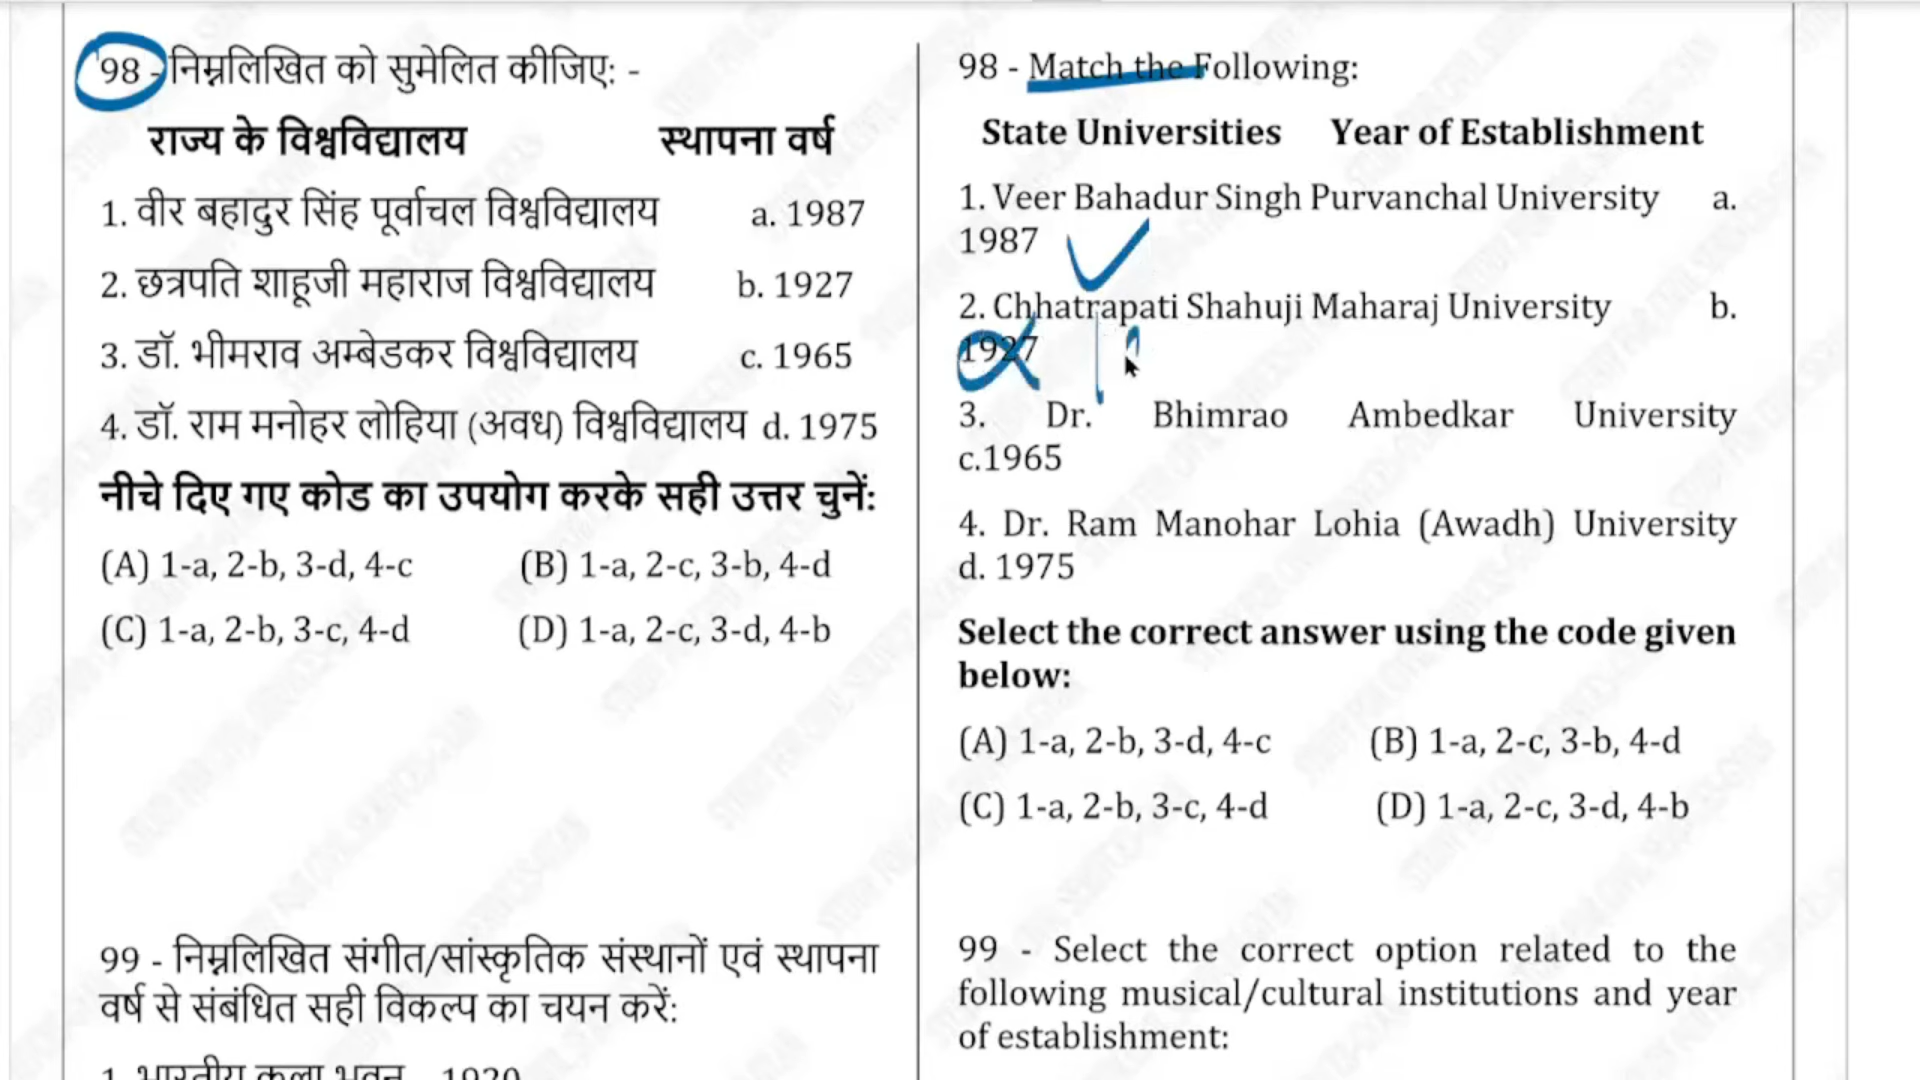 98 - निम्नलिखित को सुमेलित कीजिए: -
राज्य के विश्वविद्यालय स्थापना वर्ष
1. वीर बहादुर सिंह पूर्वाचल विश्वविद्यालय a. 1987
2. छत्रपति शाहूजी महाराज विश्वविद्यालय b. 1927
3. डॉ. भीमराव अम्बेडकर विश्वविद्यालय c. 1965
4. डॉ. राम मनोहर लोहिया (अवध) विश्वविद्यालय d. 1975
नीचे दिए गए कोड का उपयोग करके सही उत्तर चुनें:
(A) 1-a, 2-b, 3-d, 4-c (B) 1-a, 2-c, 3-b, 4-d
(C) 1-a, 2-b, 3-c, 4-d (D) 1-a, 2-c, 3-d, 4-b
99 - निम्नलिखित संगीत/सांस्कृतिक संस्थानों एवं स्थापना
वर्ष से संबंधित सही विकल्प का चयन करें:
1. भारतीय कला भवन 1920
98 - Match the Following:
State Universities Year of Establishment
1. Veer Bahadur Singh Purvanchal University a.
1987
2. Chhatrapati Shahuji Maharaj University b.
1927
3. Dr. Bhimrao Ambedkar University
c.1965
4. Dr. Ram Manohar Lohia (Awadh) University
d. 1975
Select the correct answer using the code given
below:
(A) 1-a, 2-b, 3-d, 4-c (B) 1-a, 2-c, 3-b, 4-d
(C) 1-a, 2-b, 3-c, 4-d (D) 1-a, 2-c, 3-d, 4-b
99 - Select the correct option related to the
following musical/cultural institutions and year
of establishment: